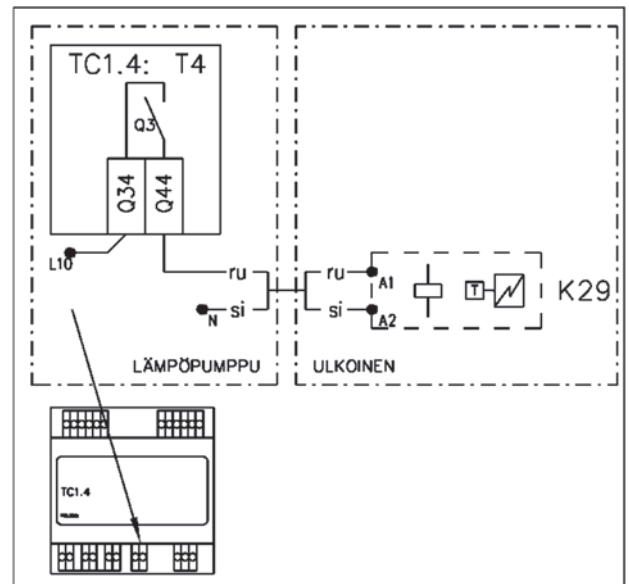 TC1.4: T4
Q3
Q34
Q44
L10
ru
ru
A1
N
si
si
A2
T
K29
LÄMPÖPUMPPU
ULKOINEN
TC1.4